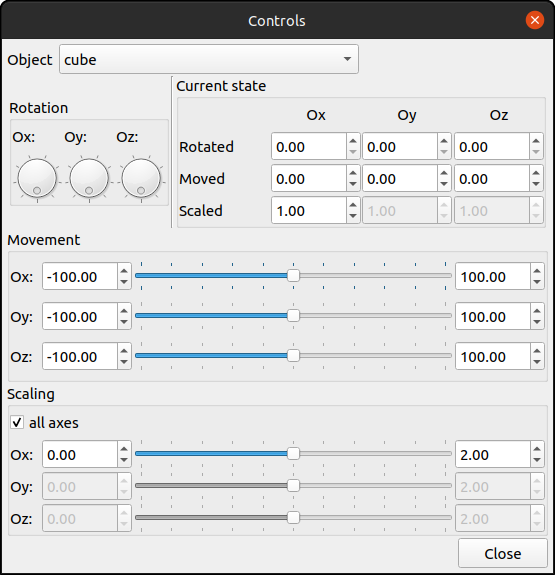 Controls
Object cube
Current state
Rotation
Ox Oy Oz
Ox: Oy: Oz:
Rotated 0.00 0.00 0.00
Moved 0.00 0.00 0.00
Scaled 1.00 1.00 1.00
Movement
Ox: -100.00 100.00
Oy: -100.00 100.00
Oz: -100.00 100.00
Scaling
all axes
Ox: 0.00 2.00
Oy: 0.00 2.00
Oz: 0.00 2.00
Close